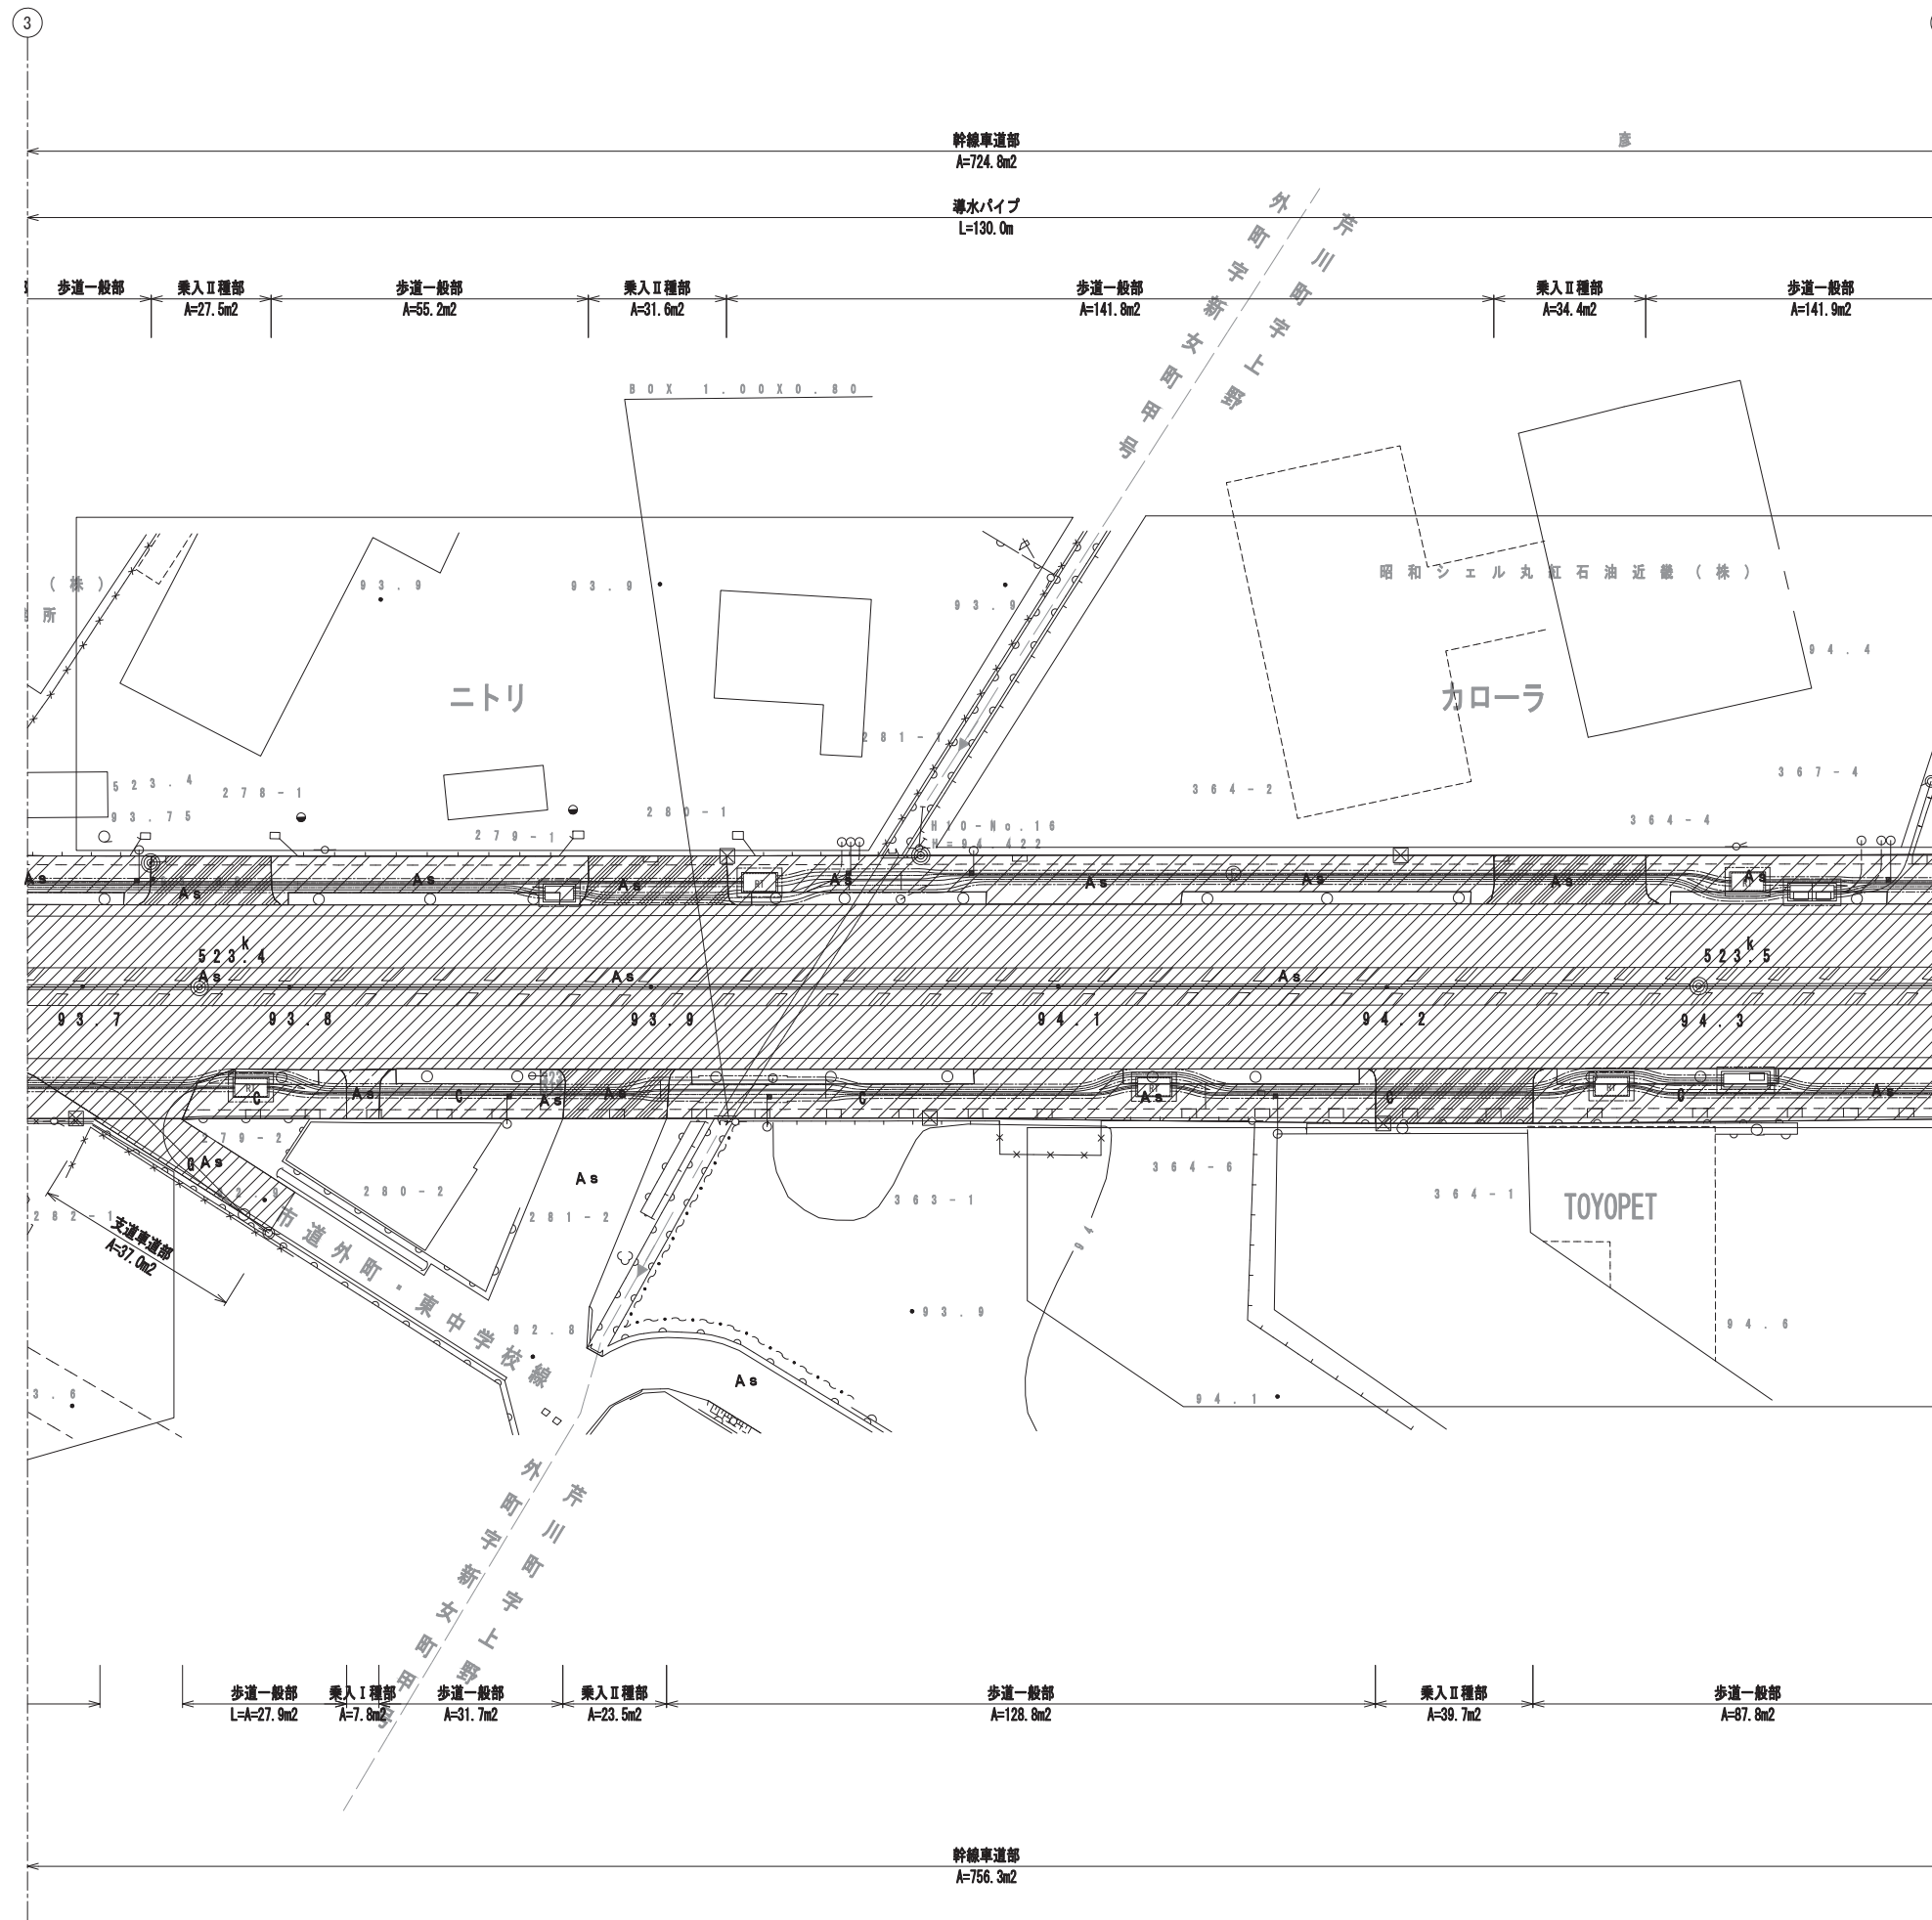 3
幹線車道部
A=724.8m2
彦
導水パイプ
L=130.0m
歩道一般部
乗入Ⅱ種部
A=27.5m2
歩道一般部
A=55.2m2
乗入Ⅱ種部
A=31.6m2
歩道一般部
A=141.8m2
乗入Ⅱ種部
A=34.4m2
歩道一般部
A=141.9m2
外町字新女町甲号
芹川町字上野
BOX 1.00X0.80
(株)
所
93.9
93.9
93.9
昭和シェル丸紅石油近畿(株)
94.4
ニトリ
カローラ
281-1
523.4
93.75
278-1
279-1
280-1
H10-No.16
H=94.422
364-2
364-4
367-4
As
As
As
As
As
As
As
As
As
RT
k
523.4
As
As
As
k
523.5
93.7
93.8
93.9
94.1
94.2
94.3
RT
G
As
G
As
As
G
RT
As
G
RT
G
As
279-2
G
As
92.9
282-1
支道車道部
A=37.0m2
280-2
As
281-2
市道外町・東中学校線
363-1
364-6
94
364-1
TOYOPET
92.8
93.9
94.6
As
3.6
94.1
外町字新女町甲号
芹川町字上野
歩道一般部
L=A=27.9m2
乗入Ⅰ種部
A=7.8m2
歩道一般部
A=31.7m2
乗入Ⅱ種部
A=23.5m2
歩道一般部
A=128.8m2
乗入Ⅱ種部
A=39.7m2
歩道一般部
A=87.8m2
幹線車道部
A=756.3m2